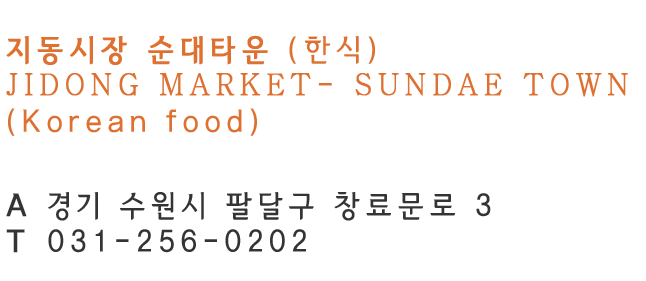 지동시장 순대타운 (한식)
JIDONG MARKET- SUNDAE TOWN
(Korean food)
A 경기 수원시 팔달구 창료문로 3
T 031-256-0202